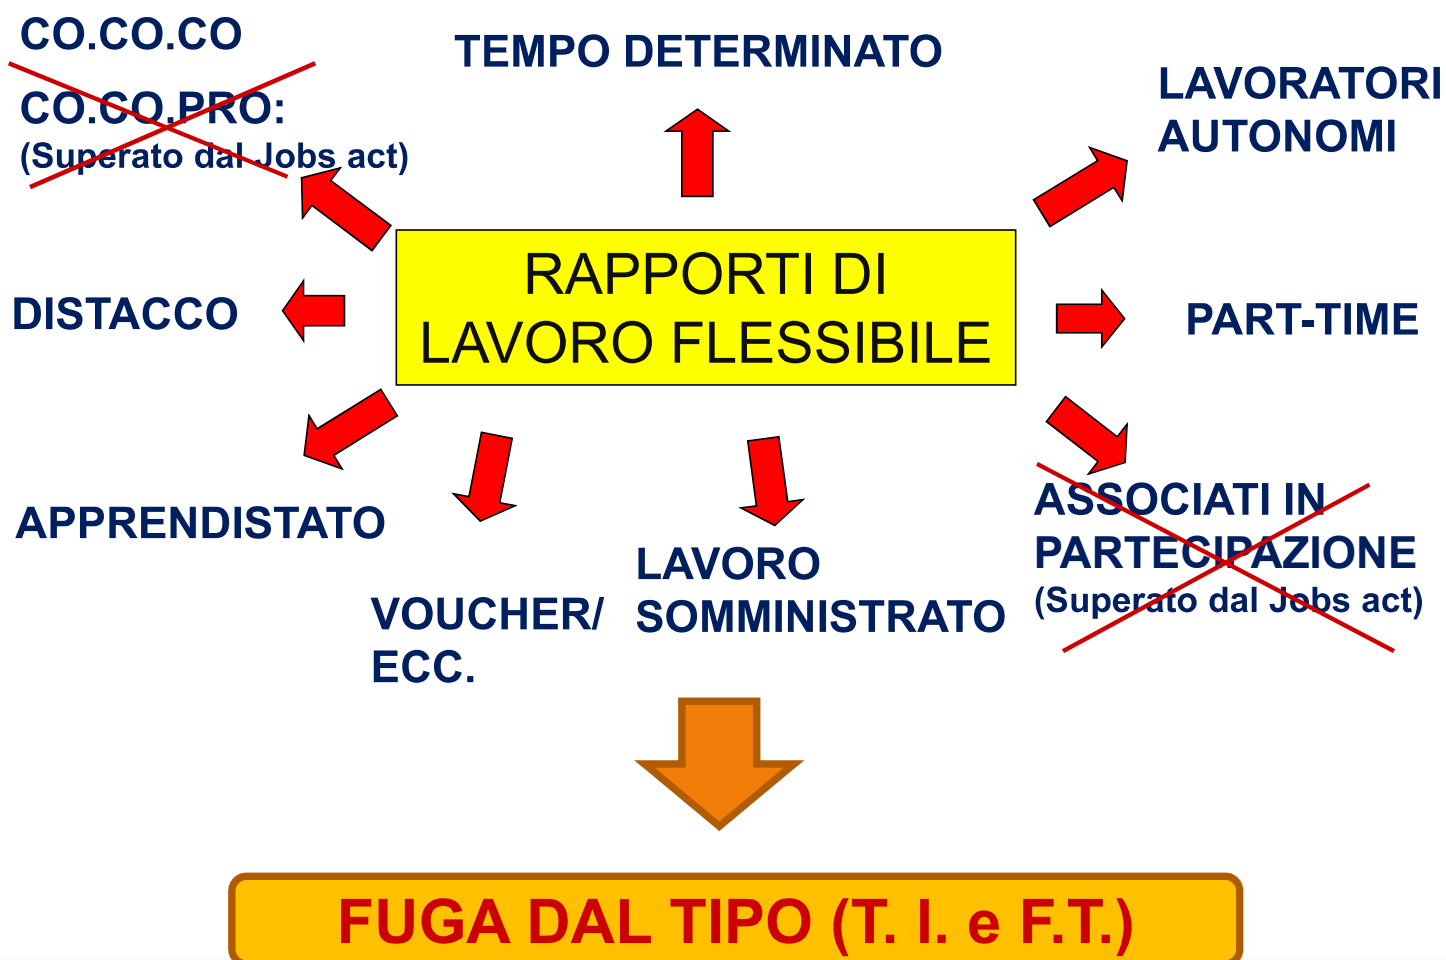 CO.CO.CO
CO.CO.PRO:
(Superato dal Jobs act)
TEMPO DETERMINATO
LAVORATORI
AUTONOMI
RAPPORTI DI
LAVORO FLESSIBILE
DISTACCO
PART-TIME
APPRENDISTATO
VOUCHER/
ECC.
LAVORO
SOMMINISTRATO
ASSOCIATI IN
PARTECIPAZIONE
(Superato dal Jobs act)
FUGA DAL TIPO (T. I. e F.T.)